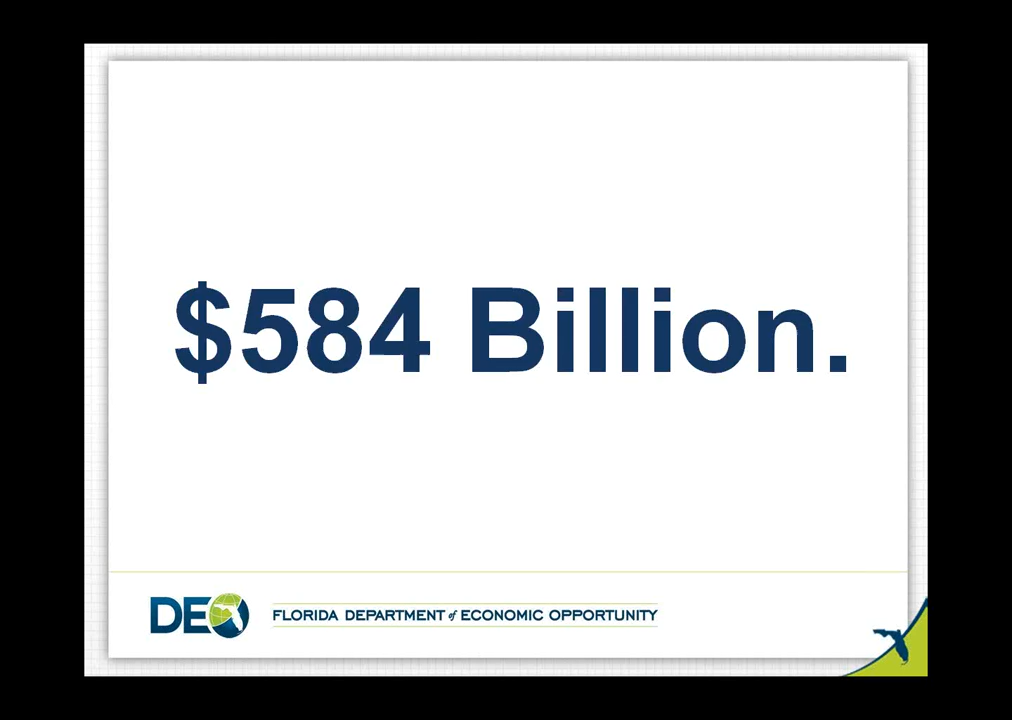 $584 Billion.
DEO FLORIDA DEPARTMENT of ECONOMIC OPPORTUNITY